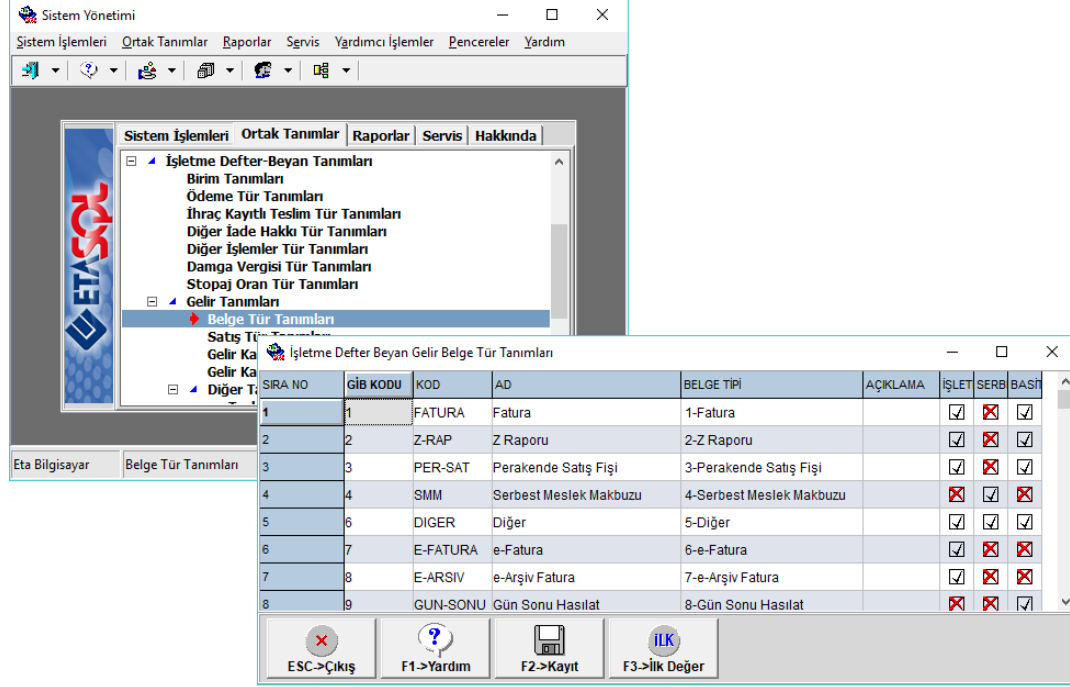 Sistem Yönetimi
Sistem İşlemleri Ortak Tanımlar Raporlar Servis Yardımcı İşlemler Pencereler Yardım
ETASQL
Sistem İşlemleri Ortak Tanımlar Raporlar Servis Hakkında
İşletme Defter-Beyan Tanımları
Birim Tanımları
Ödeme Tür Tanımları
İhraç Kayıtlı Teslim Tür Tanımları
Diğer İade Hakkı Tür Tanımları
Diğer İşlemler Tür Tanımları
Damga Vergisi Tür Tanımları
Stopaj Oran Tür Tanımları
Gelir Tanımları
Belge Tür Tanımları
Satış Tür Tanımları
Gelir Ka
Gelir Ka
Diğer T
Eta Bilgisayar Belge Tür Tanımları
İşletme Defter Beyan Gelir Belge Tür Tanımları
SIRA NO GİB KODU KOD AD BELGE TİPİ AÇIKLAMA İŞLET SERB BASİT
1 1 FATURA Fatura 1-Fatura
2 2 Z-RAP Z Raporu 2-Z Raporu
3 3 PER-SAT Perakende Satış Fişi 3-Perakende Satış Fişi
4 4 SMM Serbest Meslek Makbuzu 4-Serbest Meslek Makbuzu
5 6 DIGER Diğer 5-Diğer
6 7 E-FATURA e-Fatura 6-e-Fatura
7 8 E-ARSIV e-Arşiv Fatura 7-e-Arşiv Fatura
8 9 GUN-SONU Gün Sonu Hasılat 8-Gün Sonu Hasılat
İLK
ESC->Çıkış F1->Yardım F2->Kayıt F3->İlk Değer